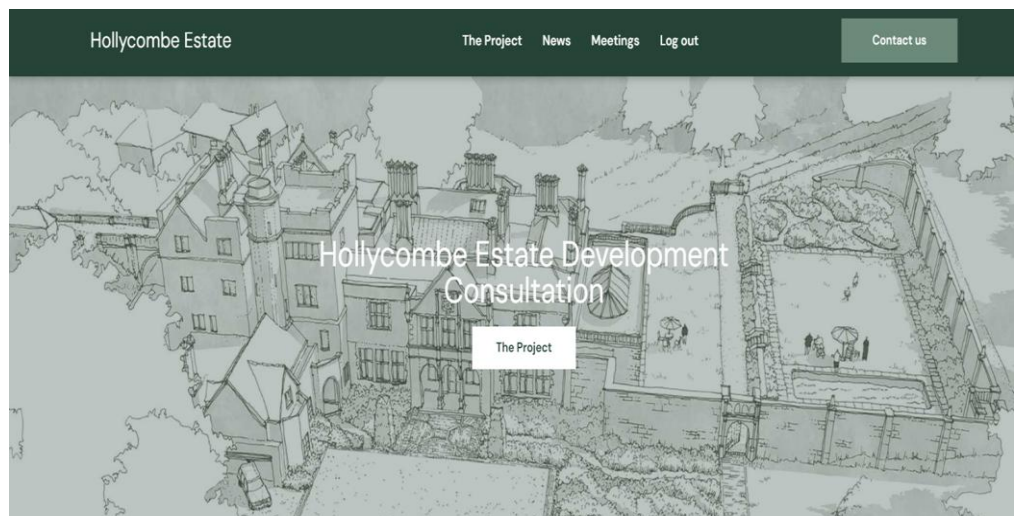 Hollycombe Estate
The Project News Meetings Log out
Contact us
Hollycombe Estate Development
Consultation
The Project